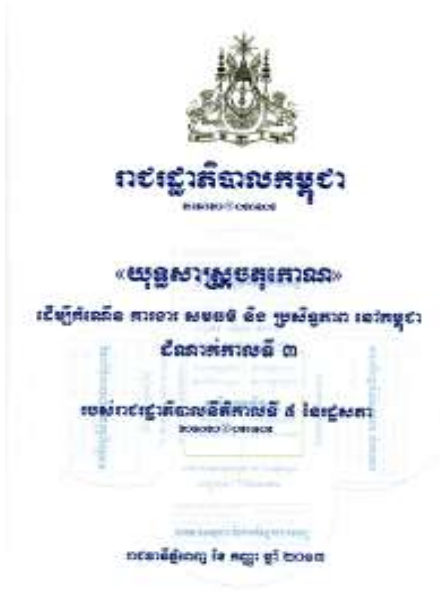 រាជរដ្ឋាភិបាលកម្ពុជា
«យុទ្ធសាស្ត្រចតុកោណ»
ដើម្បីកំណើន ការងារ សមធម៌ និង ប្រសិទ្ធភាព នៅកម្ពុជា
ដំណាក់កាលទី ៣
របស់រាជរដ្ឋាភិបាលនីតិកាលទី ៥ នៃរដ្ឋសភា
រាជធានីភ្នំពេញ ខែ កញ្ញា ឆ្នាំ ២០១៣